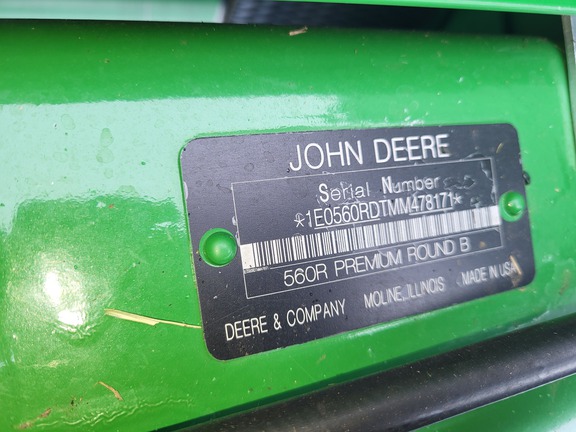 JOHN DEERE
Serial Number
*1E0560RDTMM478171*
560R PREMIUM ROUND B
DEERE & COMPANY MOLINE, ILLINOIS MADE IN USA